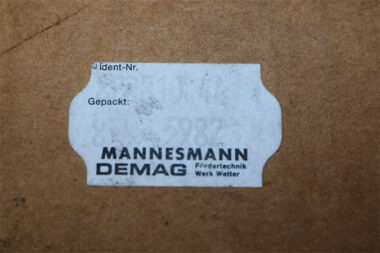 Ident-Nr.
Gepackt:
MANNESMANN
DEMAG Fördertechnik
Werk Wetter